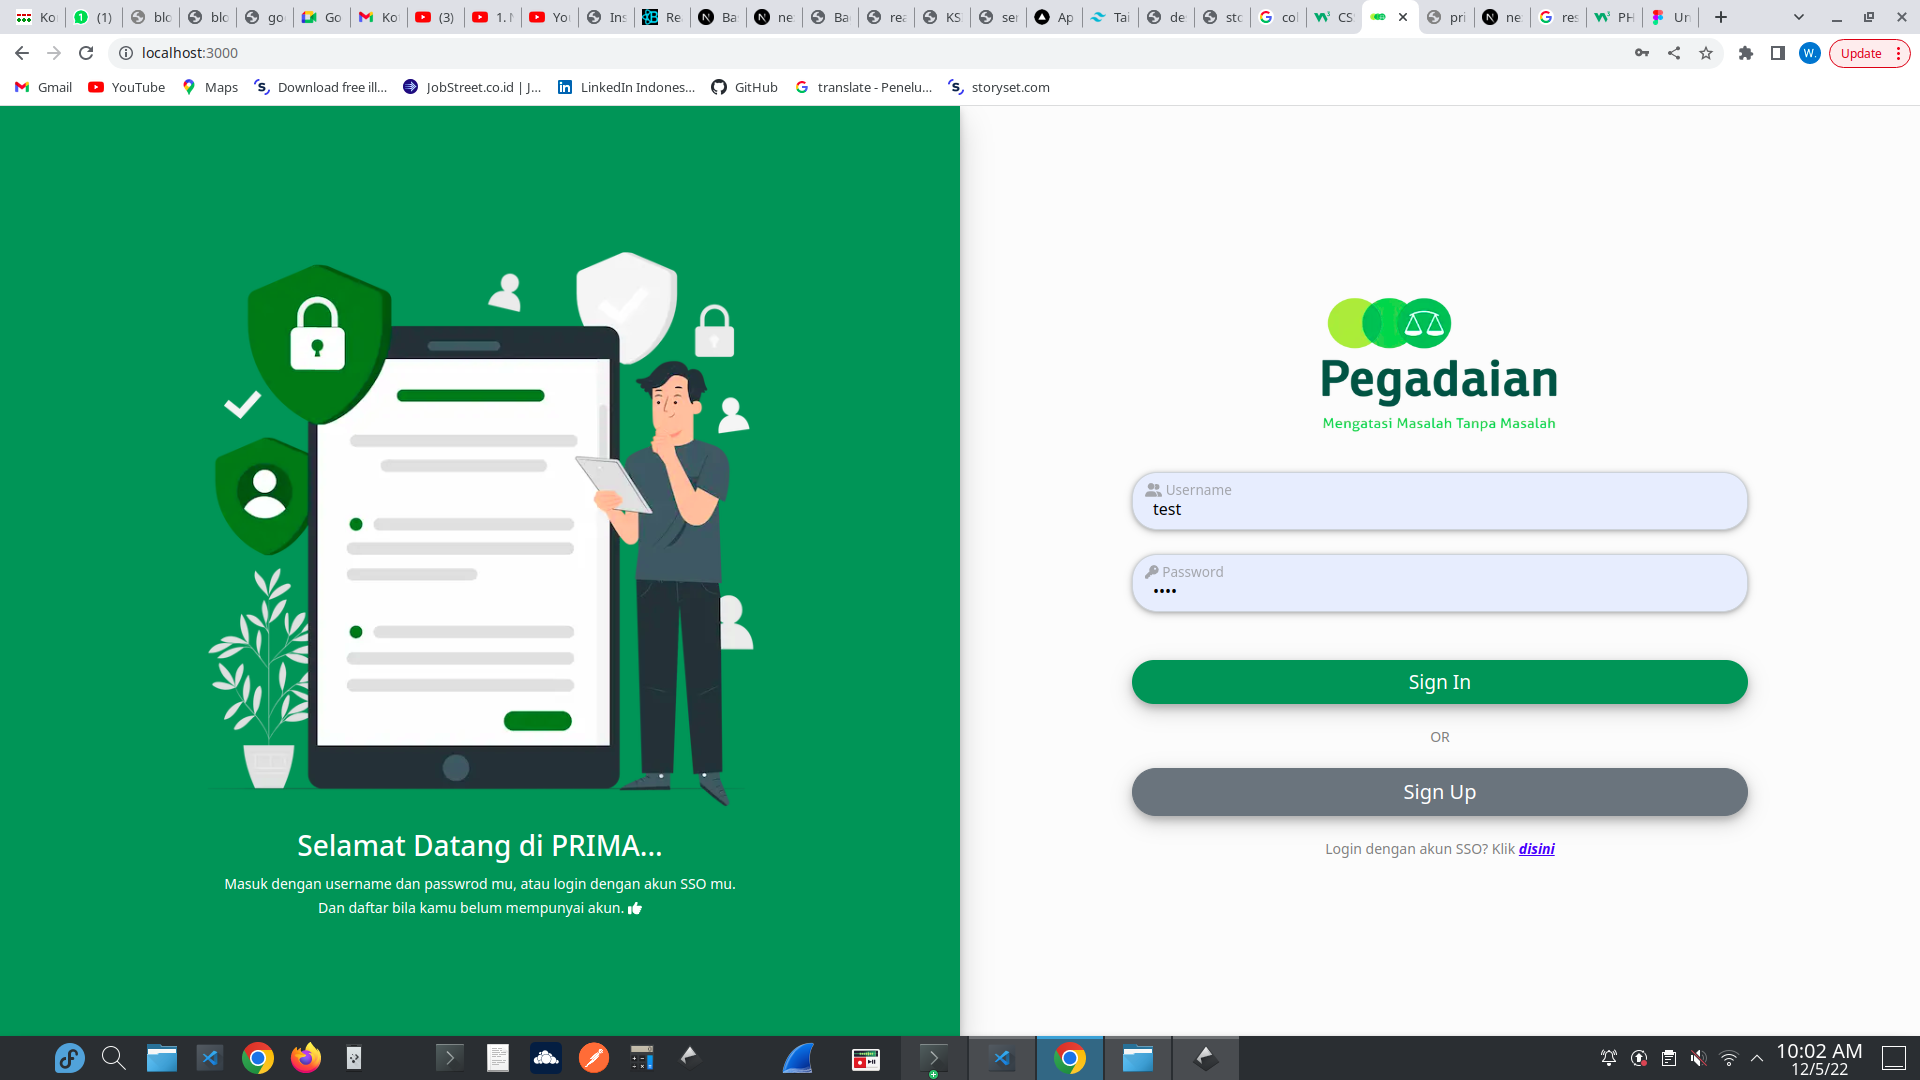 Ko
(1)
blo
blo
go
Go
Kot
(3)
1. N
Yo
Ins
Re
Ba
ne
Ba
rea
KS
ser
Ap
Tai
de
sto
col
CS
pri
ne
res
PH
Un
localhost:3000
W.
Update
Gmail
YouTube
Maps
Download free ill...
JobStreet.co.id | J...
LinkedIn Indones...
GitHub
translate - Penelu...
storyset.com
Selamat Datang di PRIMA...
Masuk dengan username dan passwrod mu, atau login dengan akun SSO mu.
Dan daftar bila kamu belum mempunyai akun.
Pegadaian
Mengatasi Masalah Tanpa Masalah
Username
test
Password
••••
Sign In
OR
Sign Up
Login dengan akun SSO? Klik disini
10:02 AM
12/5/22